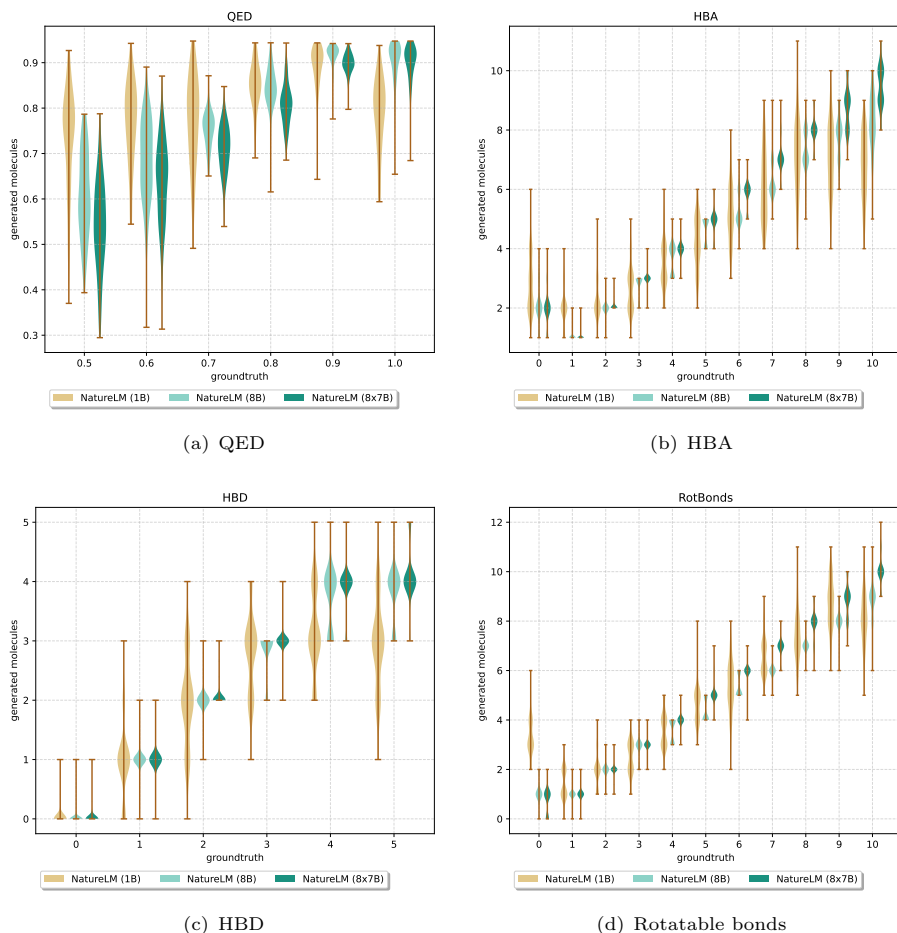 QED
generated molecules
0.9
0.8
0.7
0.6
0.5
0.4
0.3
0.5 0.6 0.7 0.8 0.9 1.0
groundtruth
NatureLM (1B) NatureLM (8B) NatureLM (8x7B)
(a) QED
HBA
generated molecules
10
8
6
4
2
0 1 2 3 4 5 6 7 8 9 10
groundtruth
NatureLM (1B) NatureLM (8B) NatureLM (8x7B)
(b) HBA
HBD
generated molecules
5
4
3
2
1
0
0 1 2 3 4 5
groundtruth
NatureLM (1B) NatureLM (8B) NatureLM (8x7B)
(c) HBD
RotBonds
generated molecules
12
10
8
6
4
2
0
0 1 2 3 4 5 6 7 8 9 10
groundtruth
NatureLM (1B) NatureLM (8B) NatureLM (8x7B)
(d) Rotatable bonds